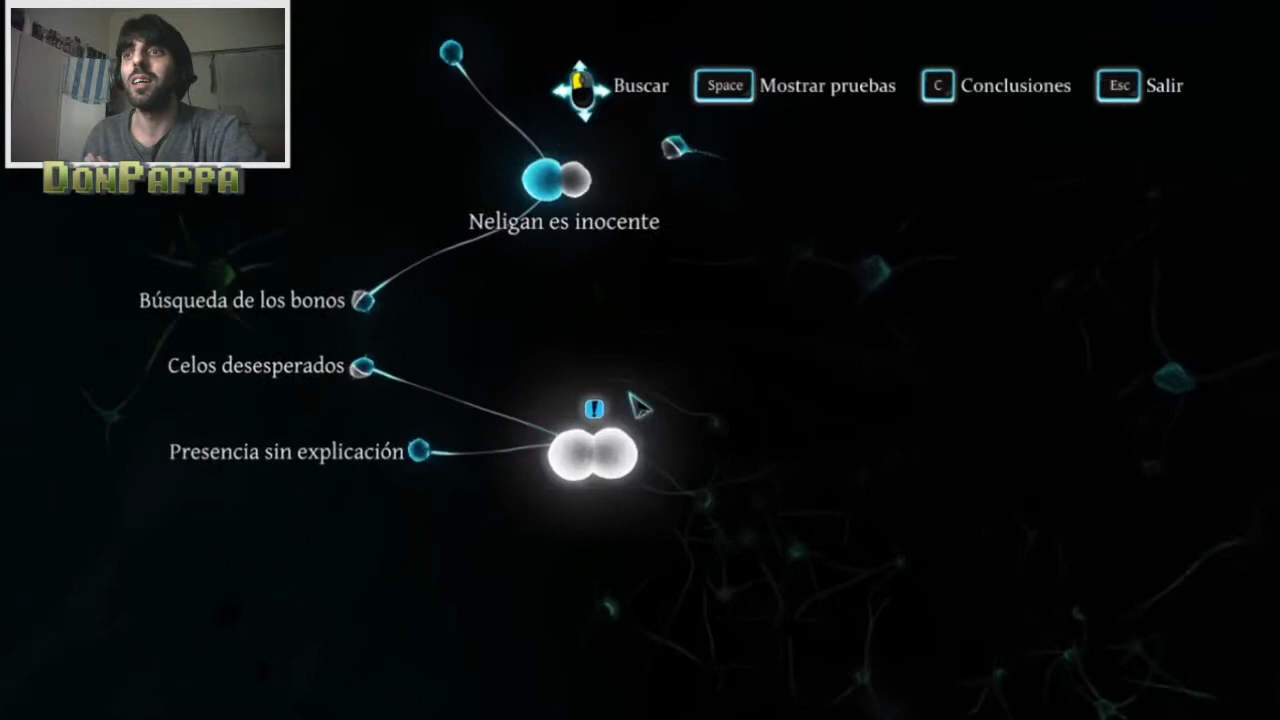 Buscar
Space Mostrar pruebas
C Conclusiones
Esc Salir
DonPappa
Neligan es inocente
Búsqueda de los bonos
Celos desesperados
!
Presencia sin explicación